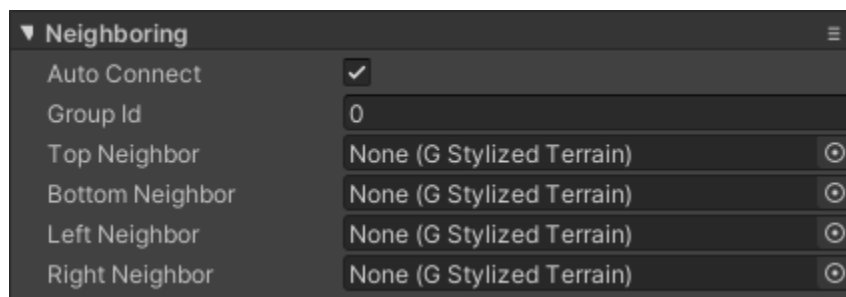 Neighboring
Auto Connect
Group Id 0
Top Neighbor None (G Stylized Terrain)
Bottom Neighbor None (G Stylized Terrain)
Left Neighbor None (G Stylized Terrain)
Right Neighbor None (G Stylized Terrain)